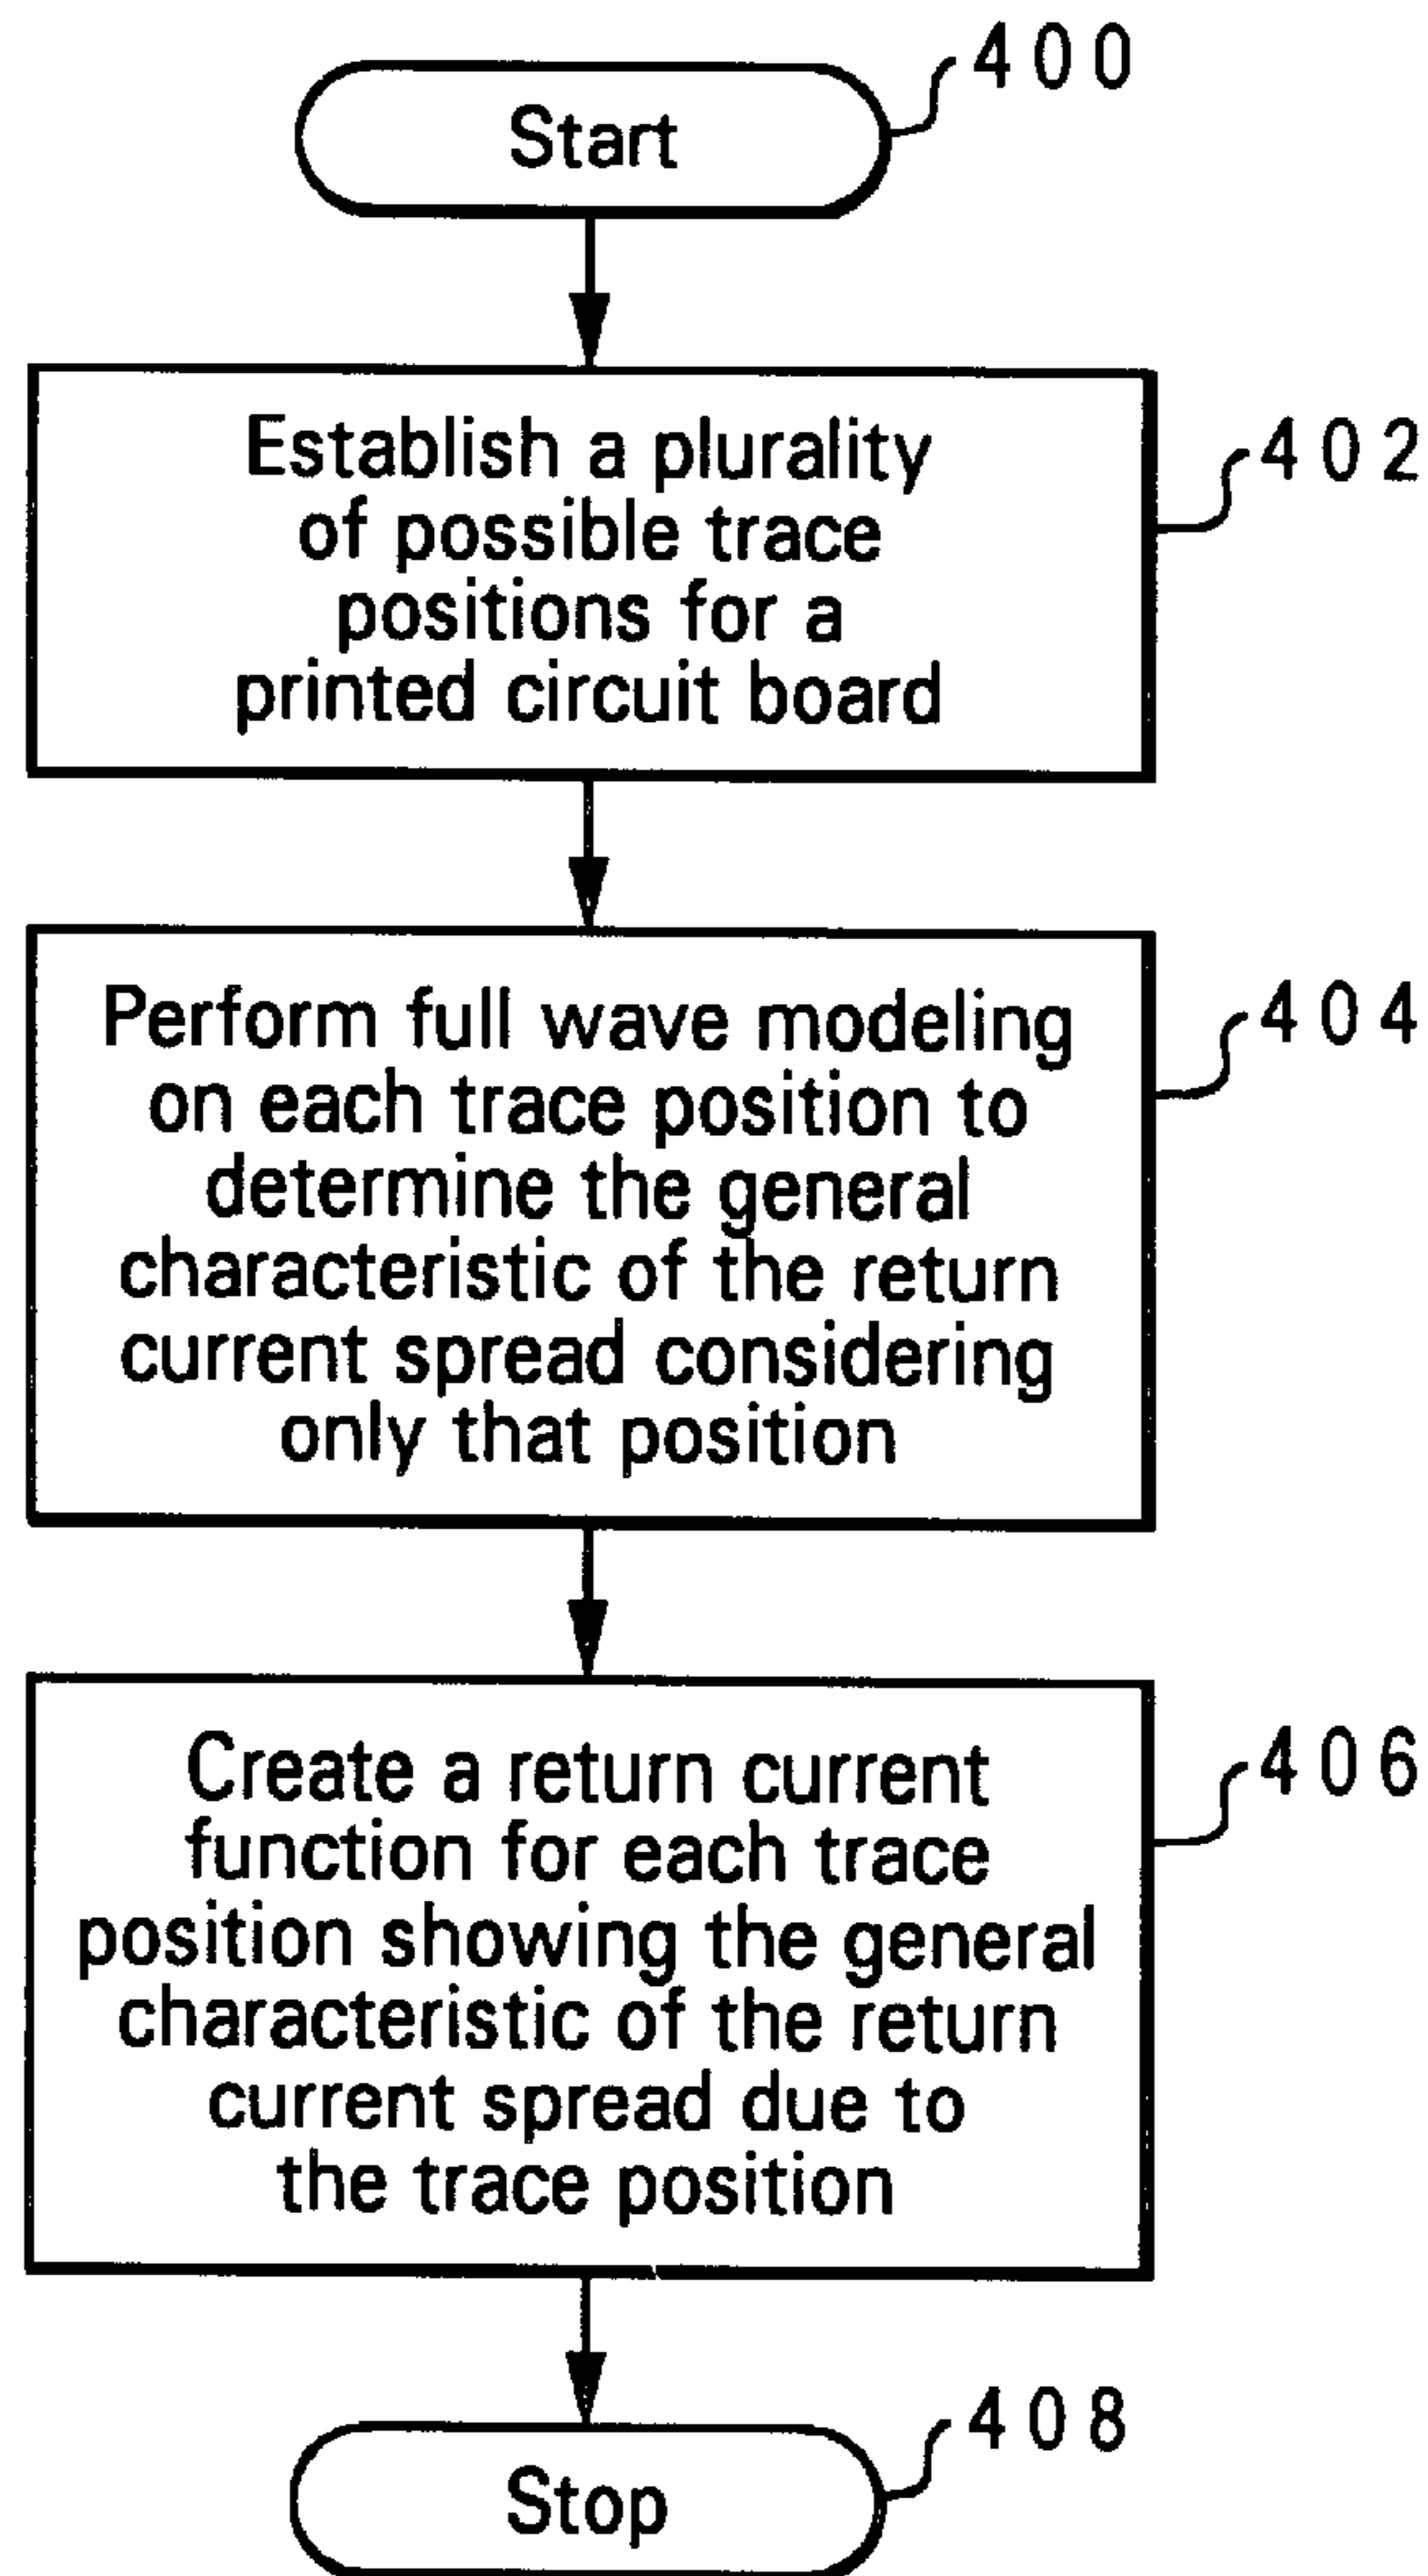 400
Start
402
Establish a plurality
of possible trace
positions for a
printed circuit board
404
Perform full wave modeling
on each trace position to
determine the general
characteristic of the return
current spread considering
only that position
406
Create a return current
function for each trace
position showing the general
characteristic of the return
current spread due to
the trace position
408
Stop